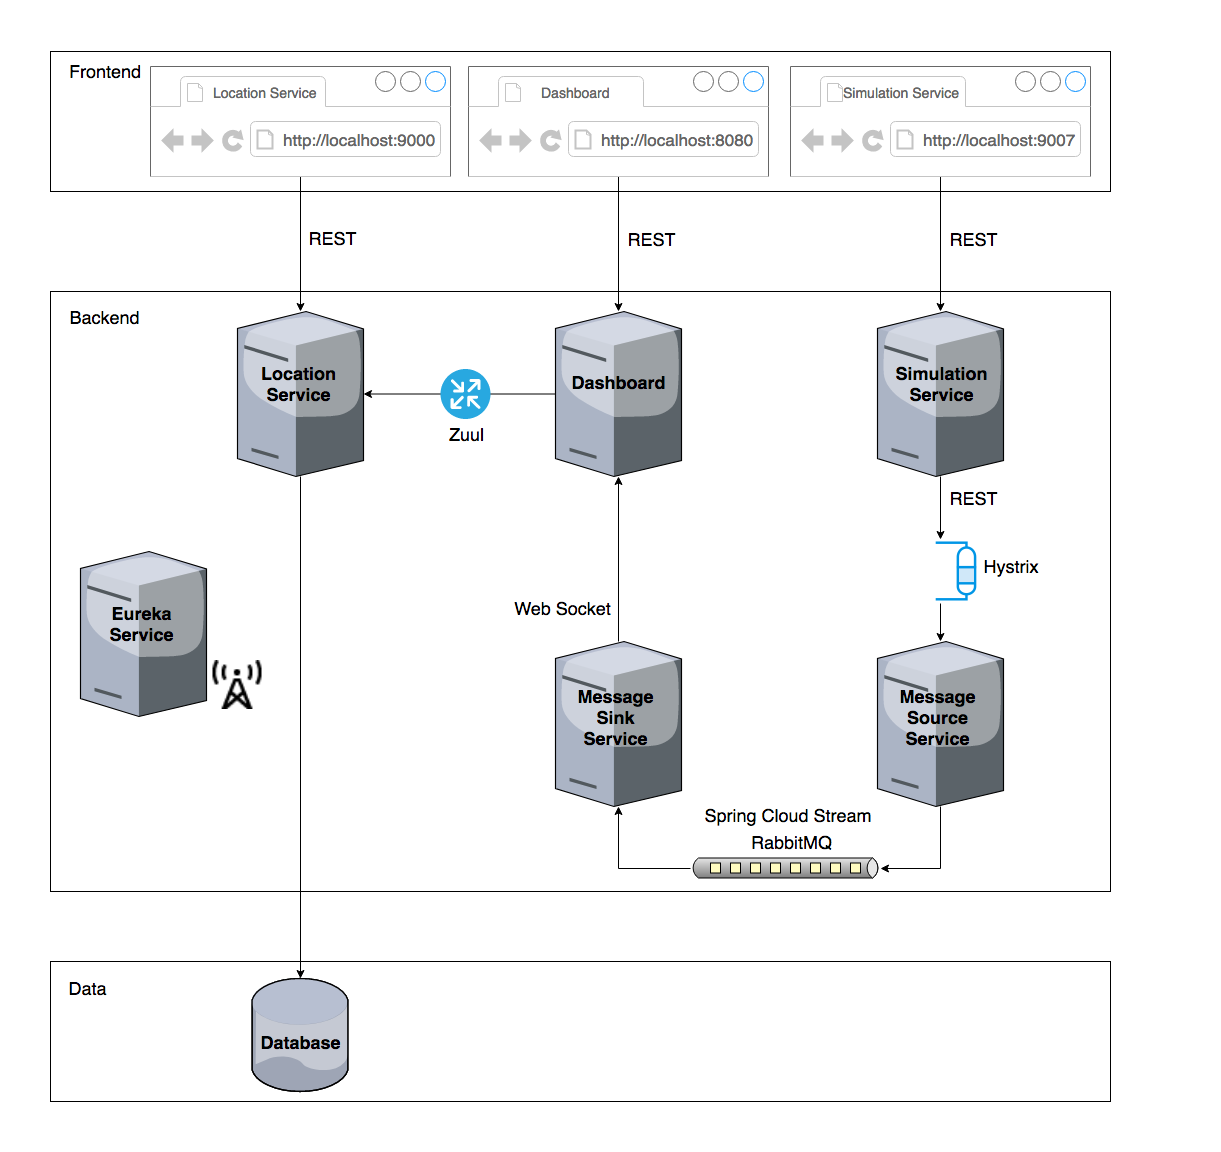 Frontend
Location Service
Dashboard
Simulation Service
http://localhost:9000
http://localhost:8080
http://localhost:9007
REST
REST
REST
Backend
Location
Service
Dashboard
Simulation
Service
Zuul
REST
Hystrix
Eureka
Service
Web Socket
Message
Sink
Service
Message
Source
Service
Spring Cloud Stream
RabbitMQ
Data
Database